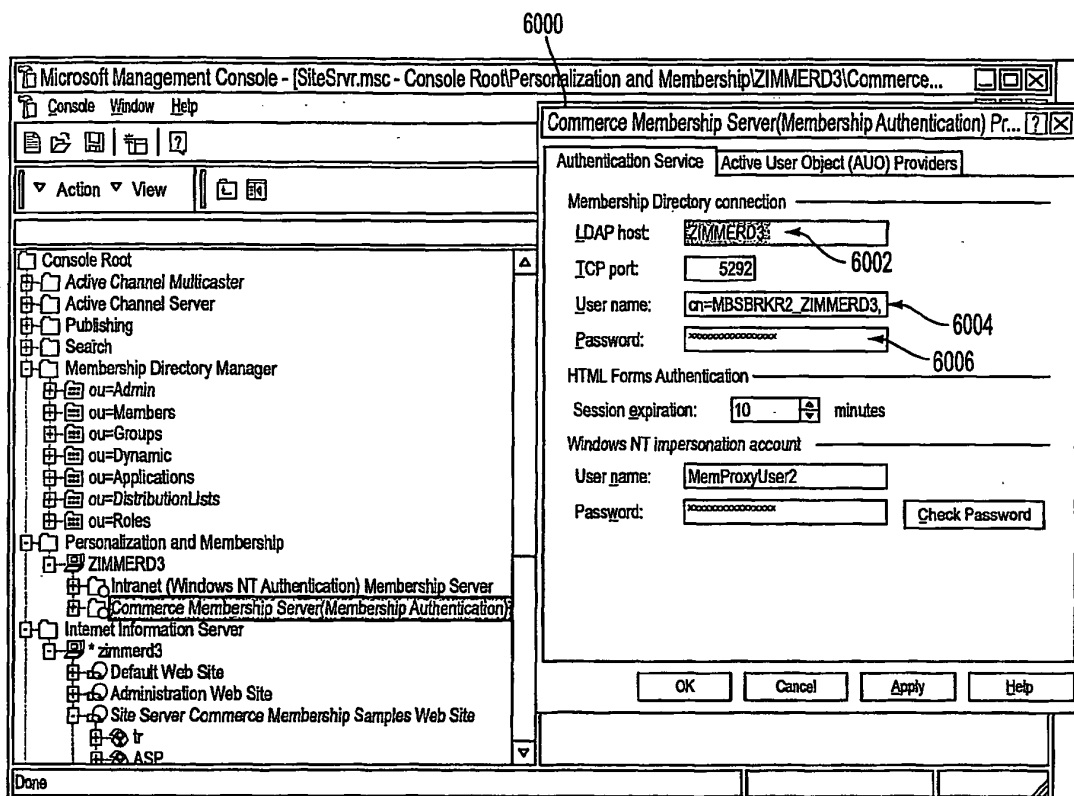 6000
Microsoft Management Console - [SiteSrvr.msc - Console Root\Personalization and Membership\ZIMMERD3\Commerce...
Console Window Help
Action View
Console Root
Active Channel Multicaster
Active Channel Server
Publishing
Search
Membership Directory Manager
ou=Admin
ou=Members
ou=Groups
ou=Dynamic
ou=Applications
ou=DistributionLists
ou=Roles
Personalization and Membership
ZIMMERD3
Intranet (Windows NT Authentication) Membership Server
Commerce Membership Server(Membership Authentication)
Internet Information Server
* zimmerd3
Default Web Site
Administration Web Site
Site Server Commerce Membership Samples Web Site
tr
ASP
Done
Commerce Membership Server(Membership Authentication) Pr... ?
Authentication Service Active User Object (AUO) Providers
Membership Directory connection
LDAP host: ZIMMERD3
6002
TCP port: 5292
User name: cn=MBSBRKR2_ZIMMERD3,
6004
Password: xxxxxxxxxxxxxxx
6006
HTML Forms Authentication
Session expiration: 10 minutes
Windows NT impersonation account
User name: MemProxyUser2
Password: xxxxxxxxxxxxxxx Check Password
OK Cancel Apply Help